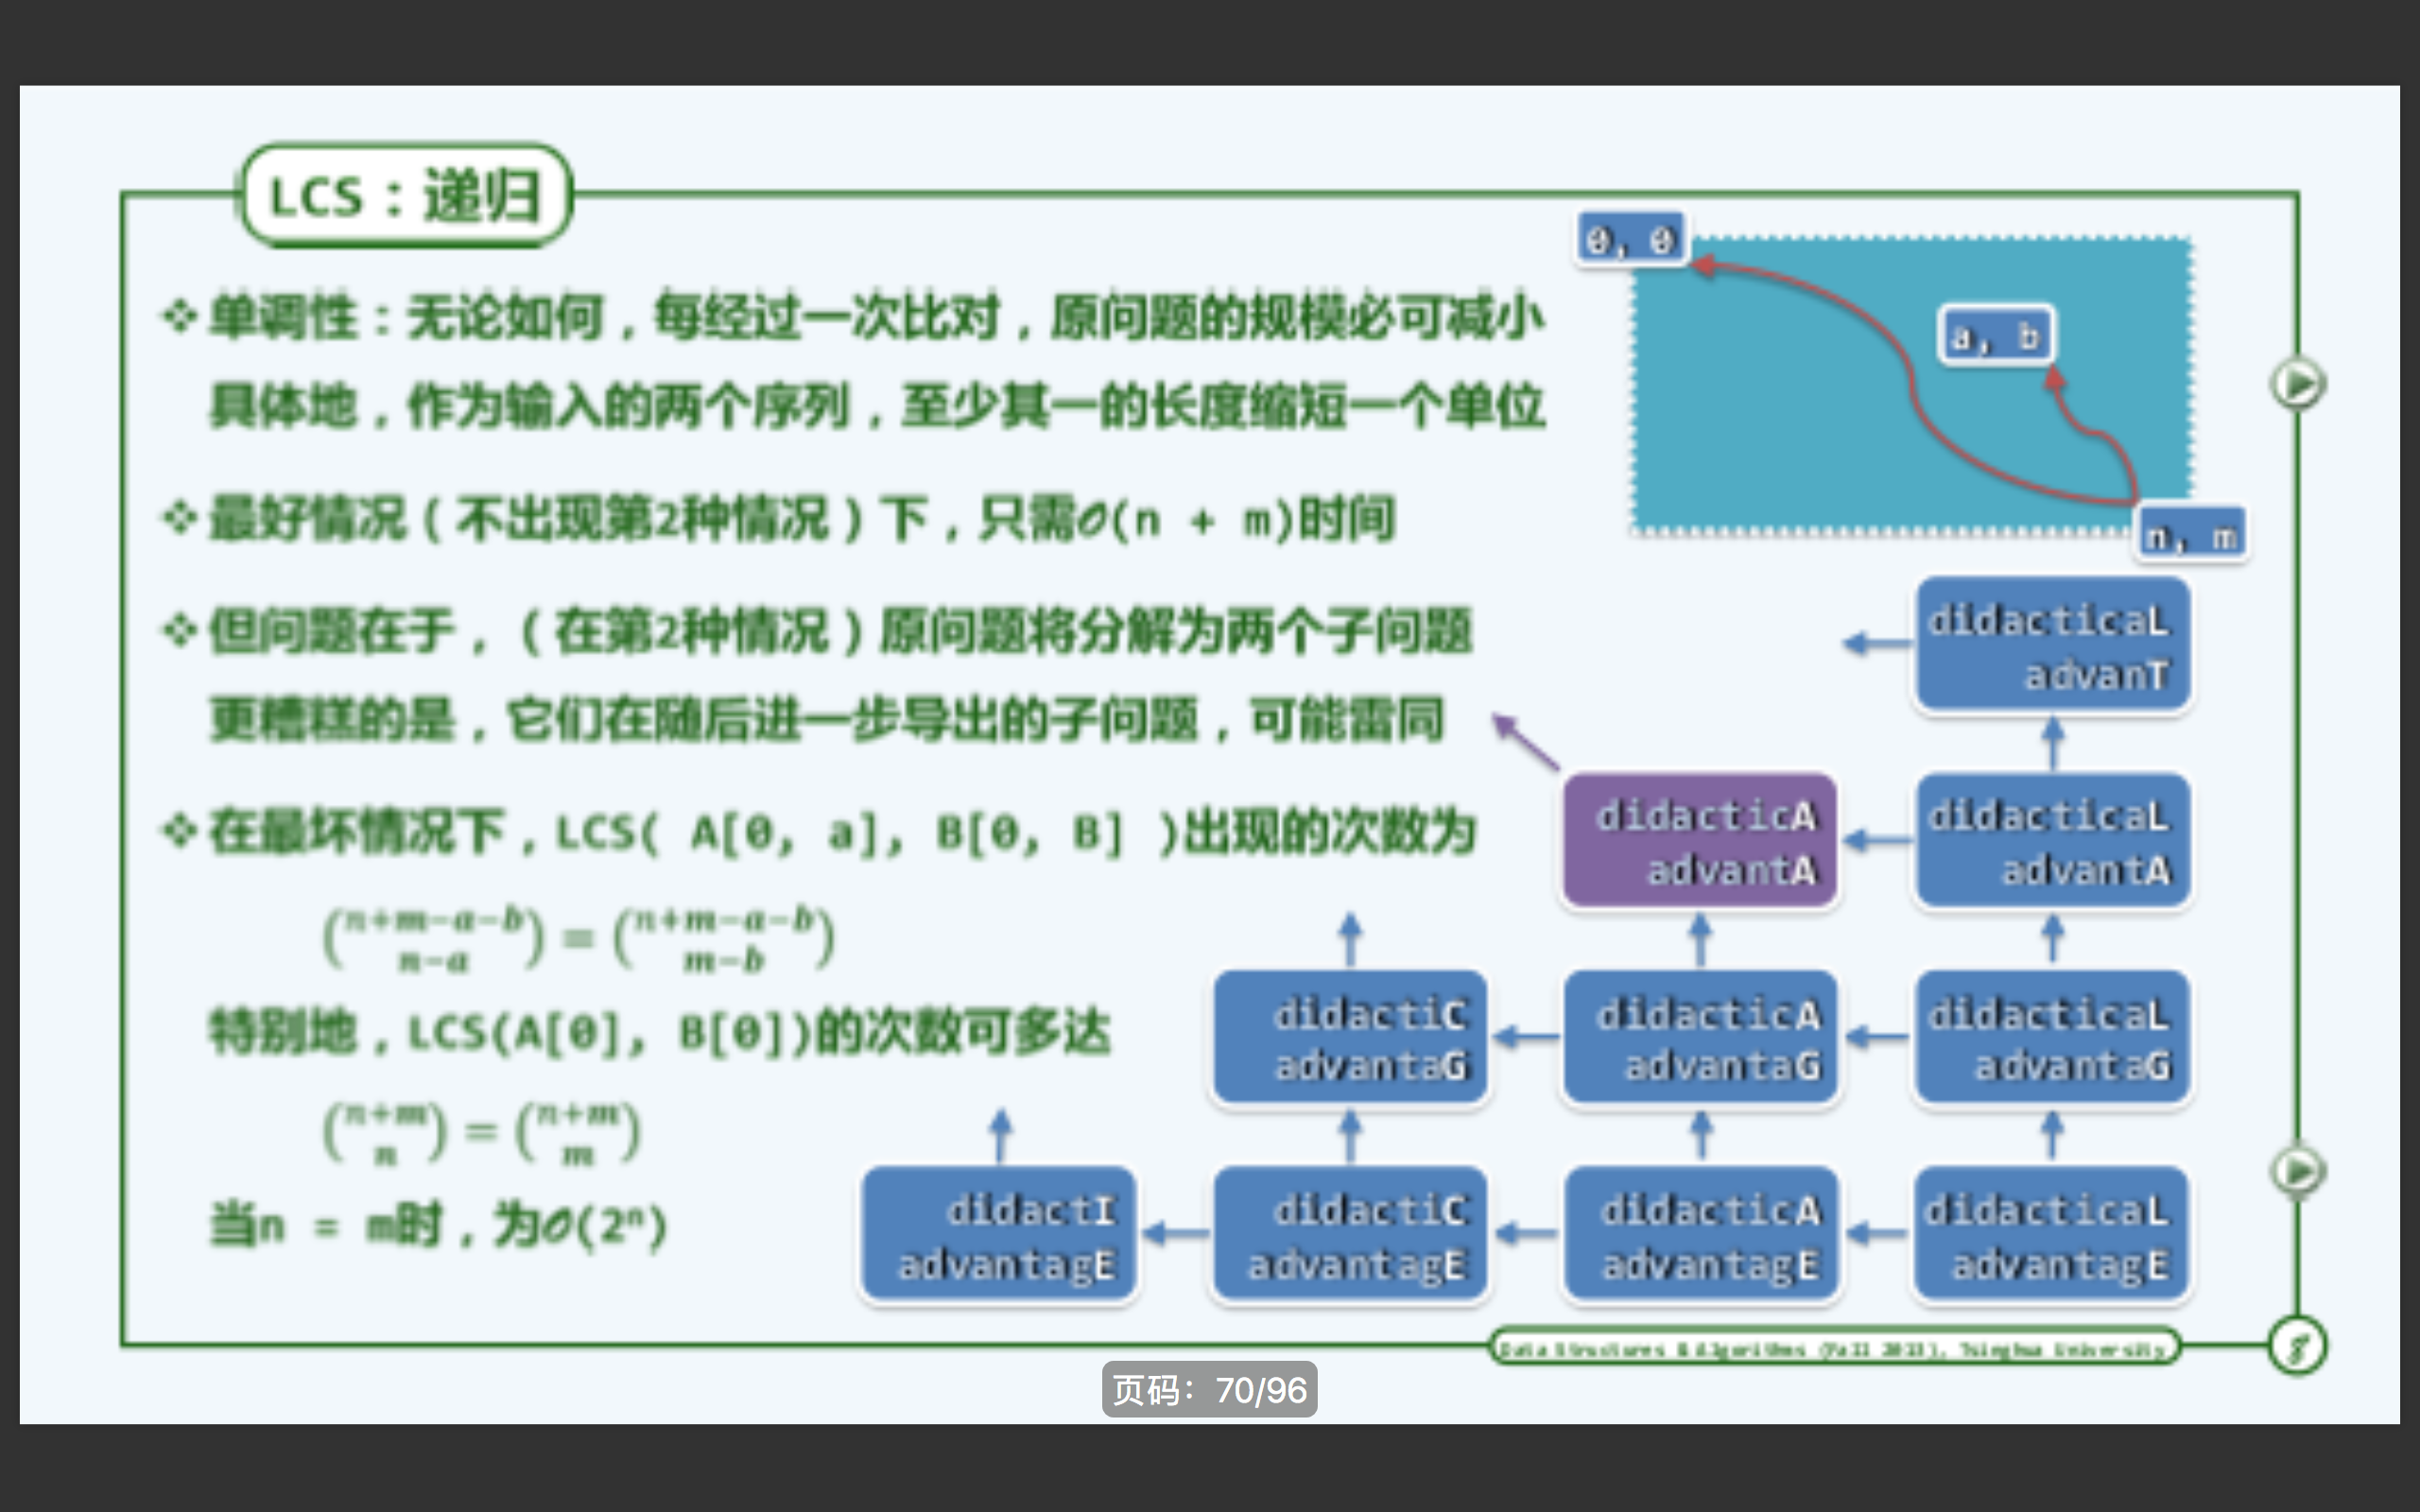 LCS：递归
单调性：无论如何，每经过一次比对，原问题的规模必可减小
具体地，作为输入的两个序列，至少其一的长度缩短一个单位
最好情况（不出现第2种情况）下，只需𝒪(n + m)时间
但问题在于，（在第2种情况）原问题将分解为两个子问题
更糟糕的是，它们在随后进一步导出的子问题，可能雷同
在最坏情况下，LCS( A[0, a], B[0, B] )出现的次数为
(n+m-a-b
n-a) = (n+m-a-b
m-b)
特别地，LCS(A[0], B[0])的次数可多达
(n+m
n) = (n+m
m)
当n = m时，为𝒪(2ⁿ)
0, 0
a, b
n, m
didacticaL
advanT
didacticA
advantA
didacticaL
advantA
didactiC
advantaG
didacticA
advantaG
didacticaL
advantaG
didactI
advantagE
didactiC
advantagE
didacticA
advantagE
didacticaL
advantagE
Data Structures & Algorithms (Fall 2013), Tsinghua University
8
页码：70/96